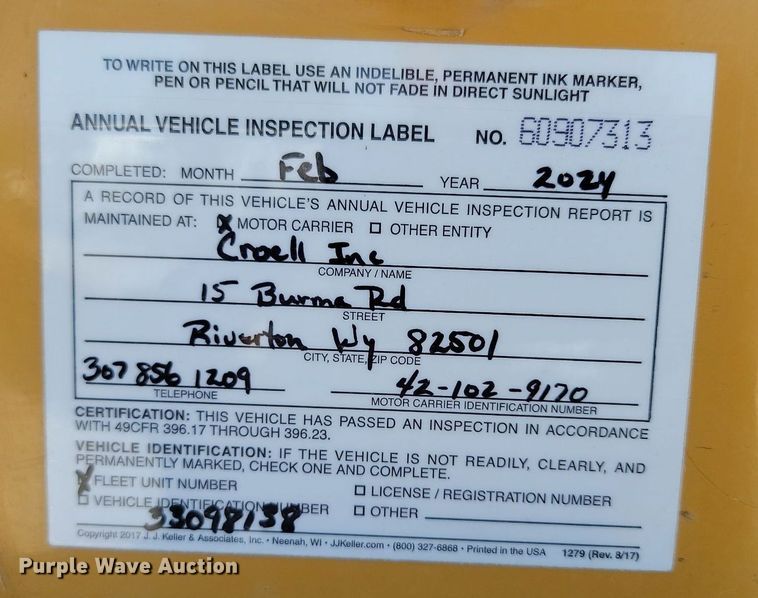 TO WRITE ON THIS LABEL USE AN INDELIBLE, PERMANENT INK MARKER,
PEN OR PENCIL THAT WILL NOT FADE IN DIRECT SUNLIGHT
ANNUAL VEHICLE INSPECTION LABEL NO. 60907313
COMPLETED: MONTH Feb YEAR 2024
A RECORD OF THIS VEHICLE'S ANNUAL VEHICLE INSPECTION REPORT IS
MAINTAINED AT: X MOTOR CARRIER ☐ OTHER ENTITY
Croell Inc
COMPANY / NAME
15 Burma Rd
STREET
Riverton Wy 82501
CITY, STATE, ZIP CODE
307 856 1209 42-102-9170
TELEPHONE MOTOR CARRIER IDENTIFICATION NUMBER
CERTIFICATION: THIS VEHICLE HAS PASSED AN INSPECTION IN ACCORDANCE
WITH 49CFR 396.17 THROUGH 396.23.
VEHICLE IDENTIFICATION: IF THE VEHICLE IS NOT READILY, CLEARLY, AND
PERMANENTLY MARKED, CHECK ONE AND COMPLETE.
X FLEET UNIT NUMBER ☐ LICENSE / REGISTRATION NUMBER
☐ VEHICLE IDENTIFICATION NUMBER ☐ OTHER
33098138
Copyright 2017 J. J. Keller & Associates, Inc. • Neenah, WI • JJKeller.com • (800) 327-6868 • Printed in the USA 1279 (Rev. 8/17)
Purple Wave Auction